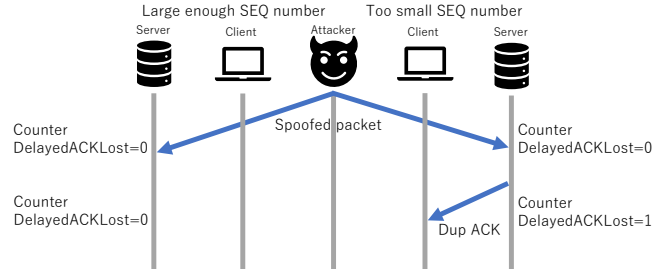 Large enough SEQ number
Too small SEQ number
Server
Client
Attacker
Client
Server
Spoofed packet
Counter
DelayedACKLost=0
Counter
DelayedACKLost=0
Counter
DelayedACKLost=0
Counter
DelayedACKLost=1
Dup ACK